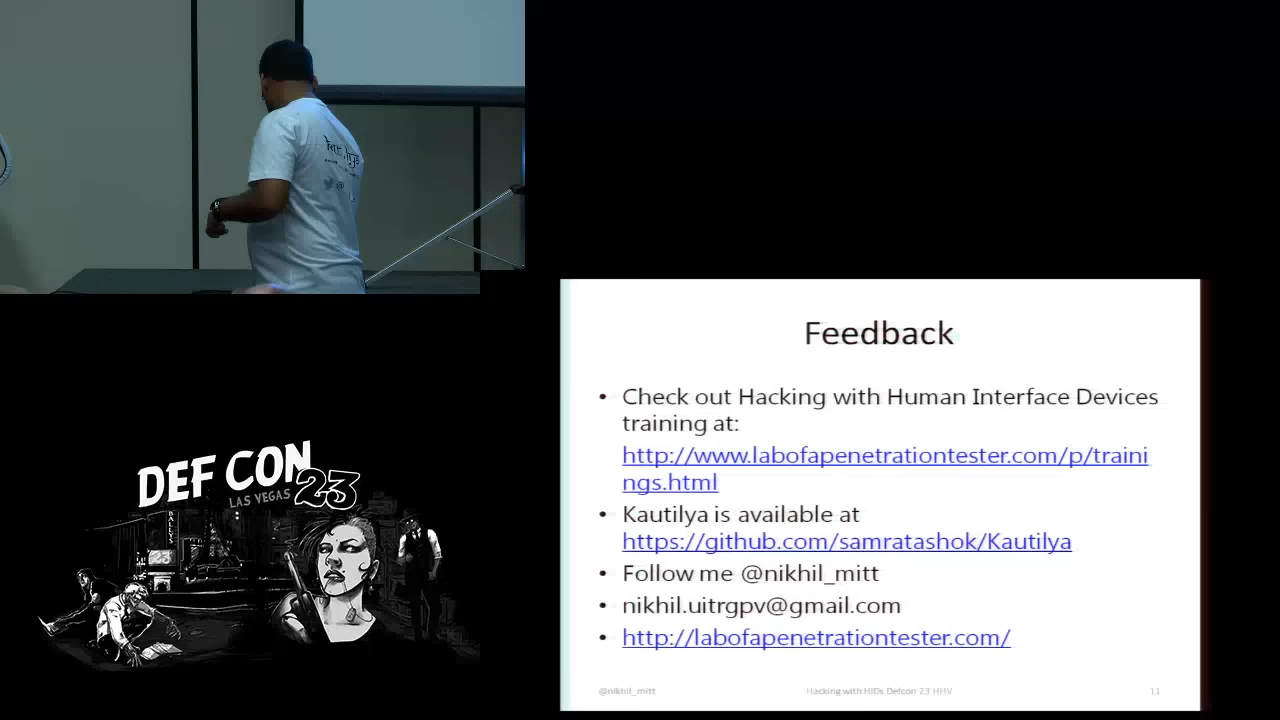 DEF CON
23
LAS VEGAS
BALLYS
Feedback
• Check out Hacking with Human Interface Devices
training at:
http://www.labofapenetrationtester.com/p/traini
ngs.html
• Kautilya is available at
https://github.com/samratashok/Kautilya
• Follow me @nikhil_mitt
• nikhil.uitrgpv@gmail.com
• http://labofapenetrationtester.com/
@nikhil_mitt
Hacking with HIDs Defcon 23 HHV
11